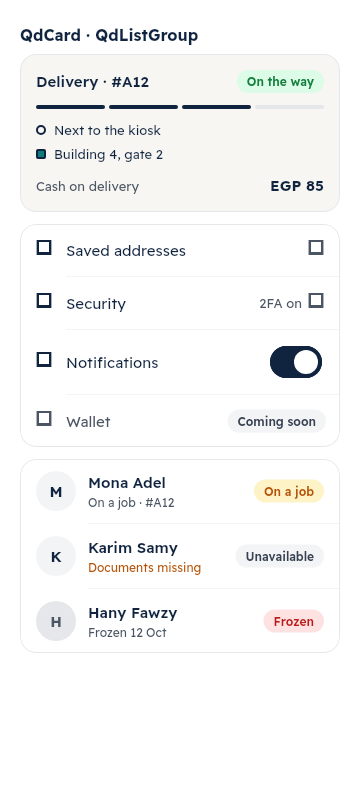 QdCard · QdListGroup
Delivery · #A12
On the way
Next to the kiosk
Building 4, gate 2
Cash on delivery
EGP 85
Saved addresses
Security
2FA on
Notifications
Wallet
Coming soon
M
Mona Adel
On a job · #A12
On a job
K
Karim Samy
Documents missing
Unavailable
H
Hany Fawzy
Frozen 12 Oct
Frozen